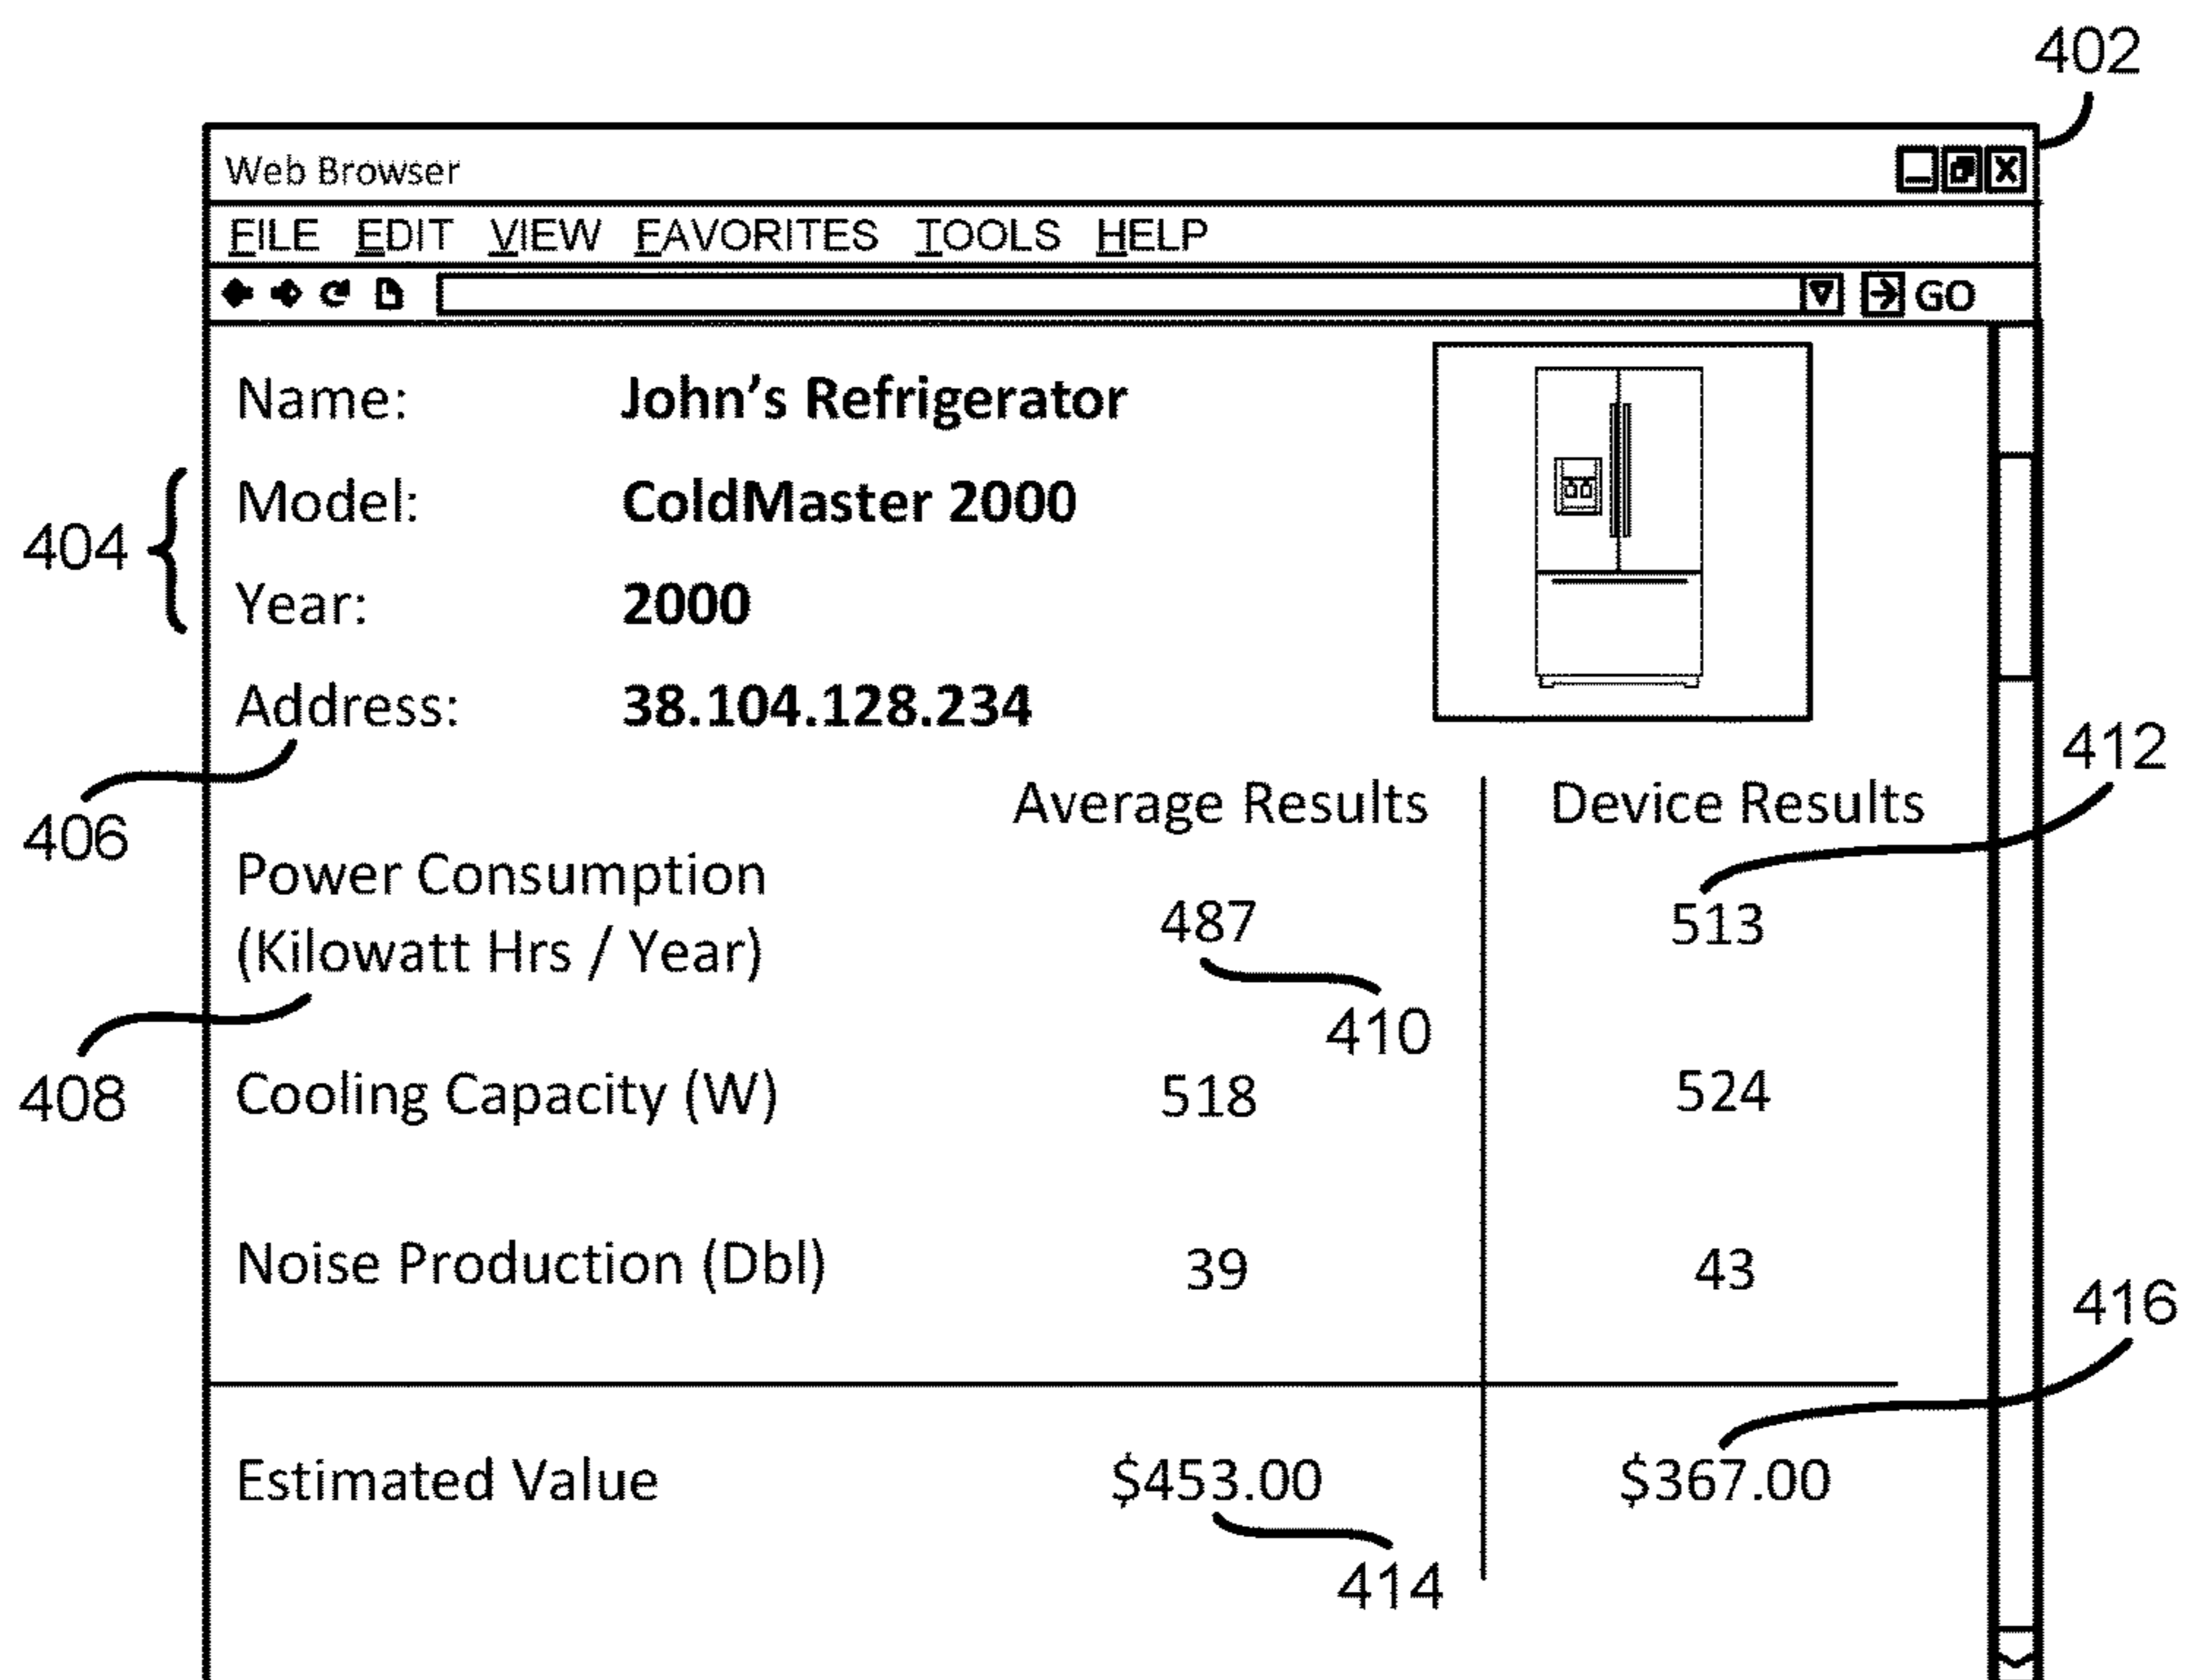 402
Web Browser
FILE EDIT VIEW FAVORITES TOOLS HELP
GO
Name: John's Refrigerator
Model: ColdMaster 2000
404
Year: 2000
Address: 38.104.128.234
412
Average Results Device Results
406
Power Consumption
487 513
(Kilowatt Hrs / Year)
410
408
Cooling Capacity (W) 518 524
Noise Production (Dbl) 39 43
416
Estimated Value $453.00 $367.00
414